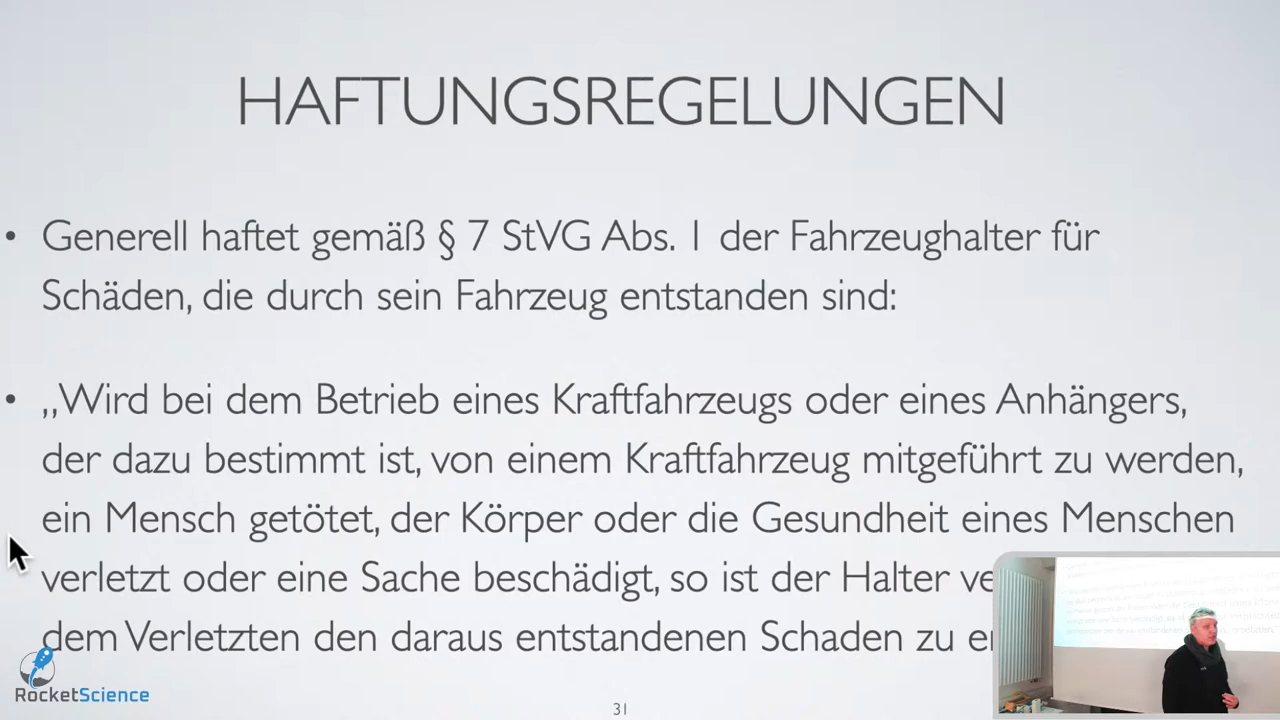 HAFTUNGSREGELUNGEN
• Generell haftet gemäß § 7 StVG Abs. 1 der Fahrzeughalter für
Schäden, die durch sein Fahrzeug entstanden sind:
• „Wird bei dem Betrieb eines Kraftfahrzeugs oder eines Anhängers,
der dazu bestimmt ist, von einem Kraftfahrzeug mitgeführt zu werden,
ein Mensch getötet, der Körper oder die Gesundheit eines Menschen
verletzt oder eine Sache beschädigt, so ist der Halter ve
dem Verletzten den daraus entstandenen Schaden zu er
RocketScience
31